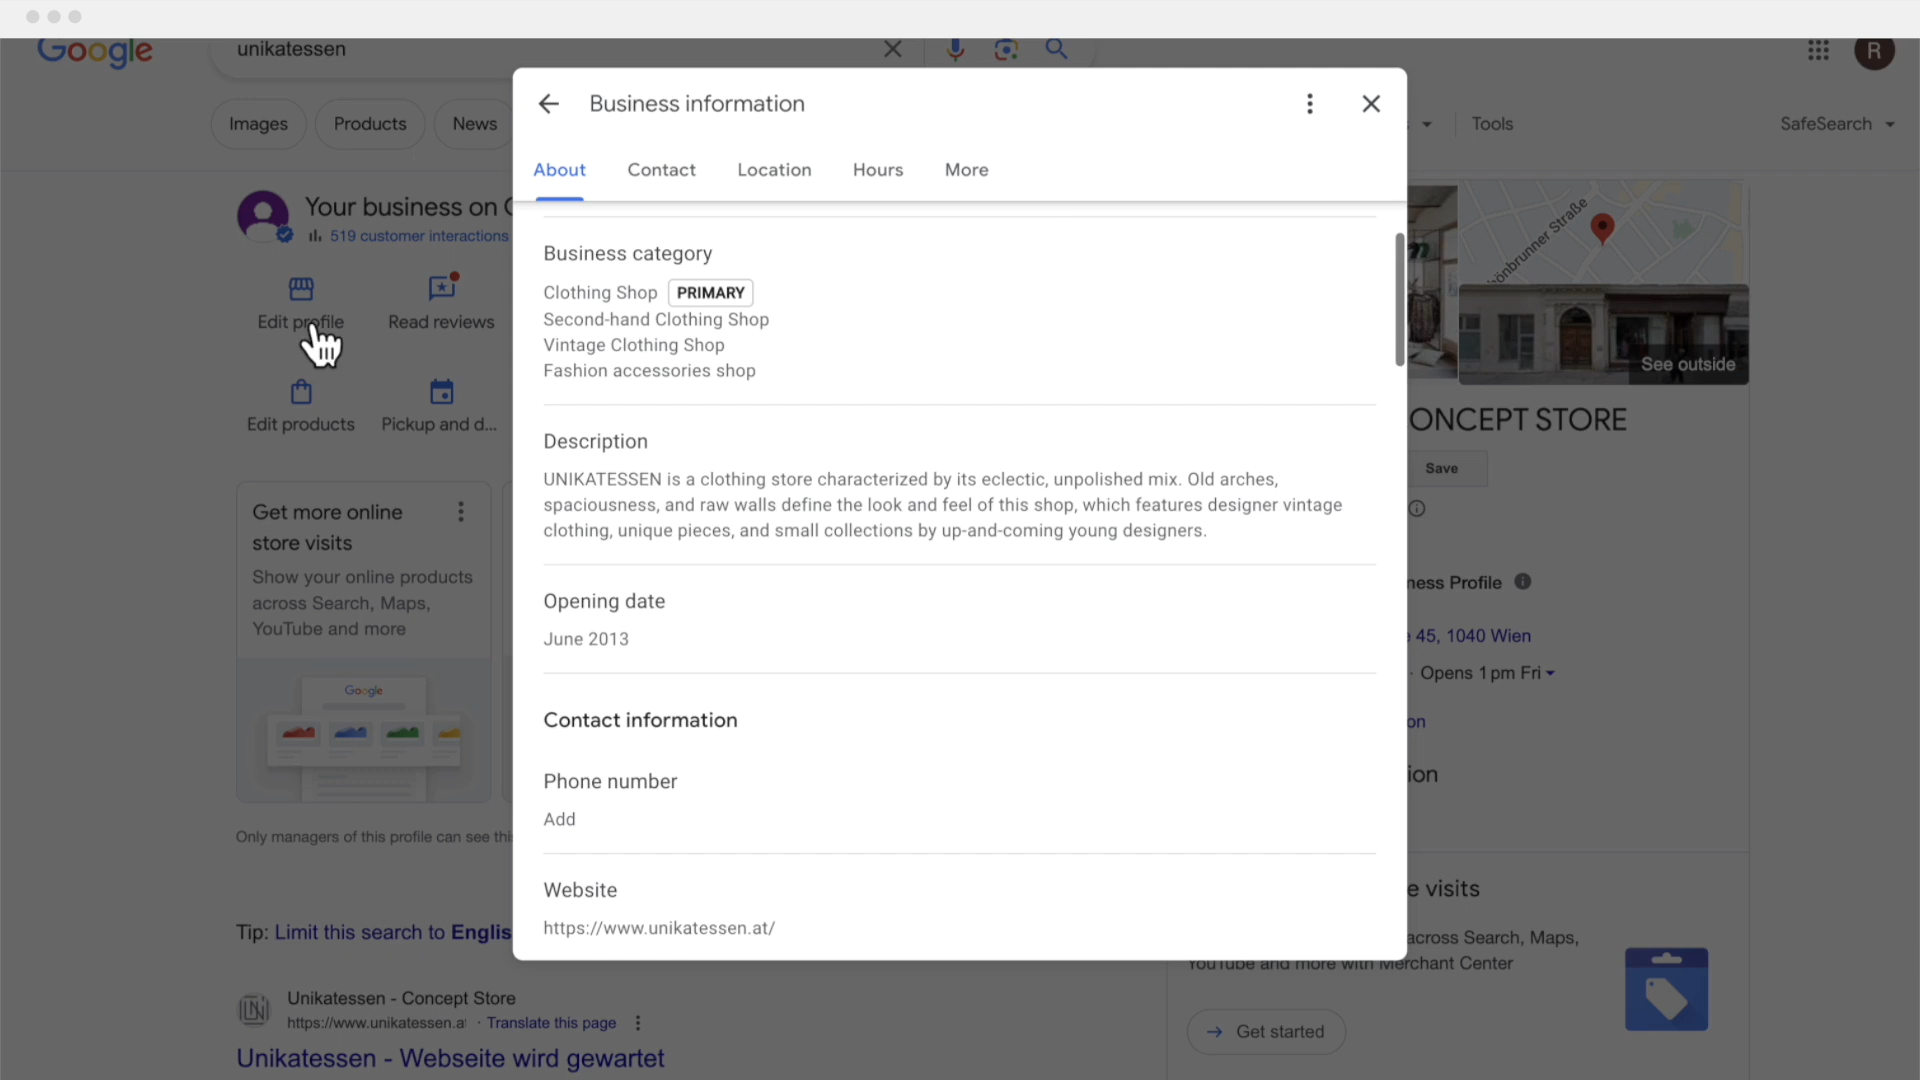 Google
unikatessen
R
Images
Products
News
Tools
SafeSearch
Your business on
519 customer interactions
Edit profile
Read reviews
Edit products
Pickup and d...
Get more online
store visits
Show your online products
across Search, Maps,
YouTube and more
Google
Only managers of this profile can see
Tip: Limit this search to
Unikatessen - Concept Store
https://www.unikatessen.a
· Translate this page
Unikatessen - Webseite wird gewartet
Business information
About
Contact
Location
Hours
More
Business category
Clothing Shop PRIMARY
Second-hand Clothing Shop
Vintage Clothing Shop
Fashion accessories shop
Description
UNIKATESSEN is a clothing store characterized by its eclectic, unpolished mix. Old arches,
spaciousness, and raw walls define the look and feel of this shop, which features designer vintage
clothing, unique pieces, and small collections by up-and-coming young designers.
Opening date
June 2013
Contact information
Phone number
Add
Website
https://www.unikatessen.at/
önbrunner Straße
See outside
ONCEPT STORE
Save
ness Profile
45, 1040 Wien
· Opens 1 pm Fri
on
ion
visits
across Search, Maps,
YouTube and more with Merchant Center
Get started